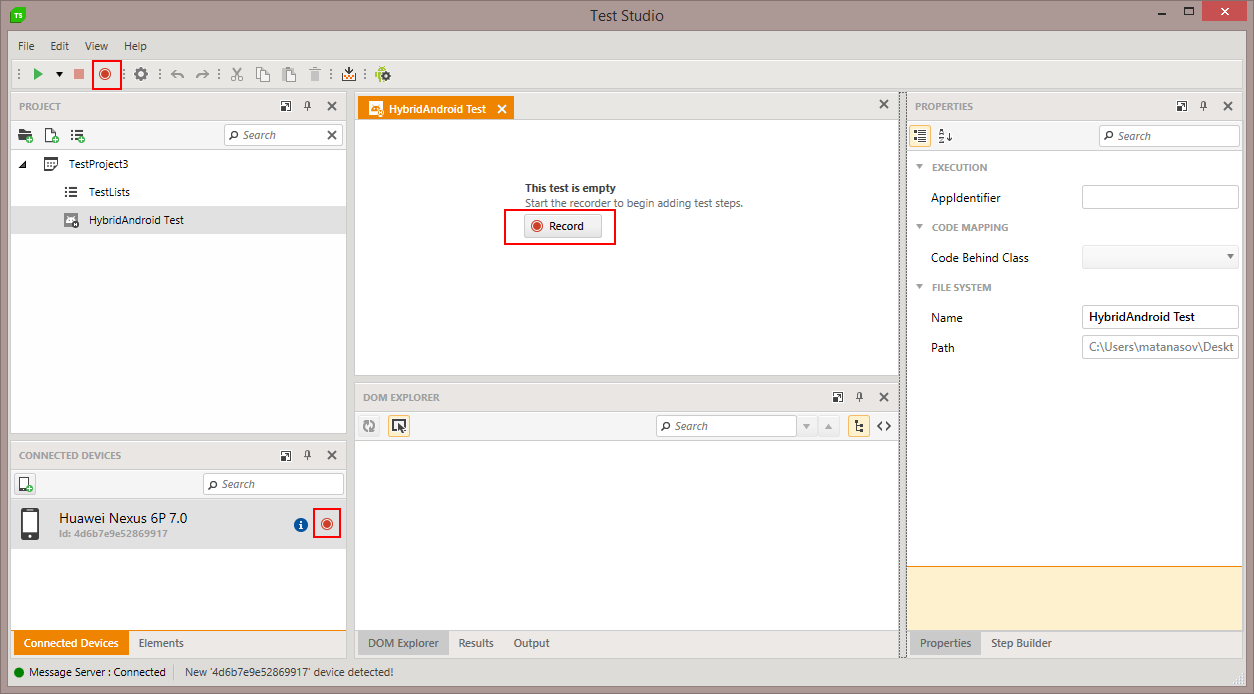 TS
Test Studio
File Edit View Help
PROJECT
Search
TestProject3
TestLists
HybridAndroid Test
CONNECTED DEVICES
Search
Huawei Nexus 6P 7.0
Id: 4d6b7e9e52869917
Connected Devices Elements
HybridAndroid Test
This test is empty
Start the recorder to begin adding test steps.
Record
DOM EXPLORER
Search
DOM Explorer Results Output
PROPERTIES
Search
EXECUTION
AppIdentifier
CODE MAPPING
Code Behind Class
FILE SYSTEM
Name HybridAndroid Test
Path C:\Users\matanasov\Deskt
Properties Step Builder
Message Server : Connected New '4d6b7e9e52869917' device detected!